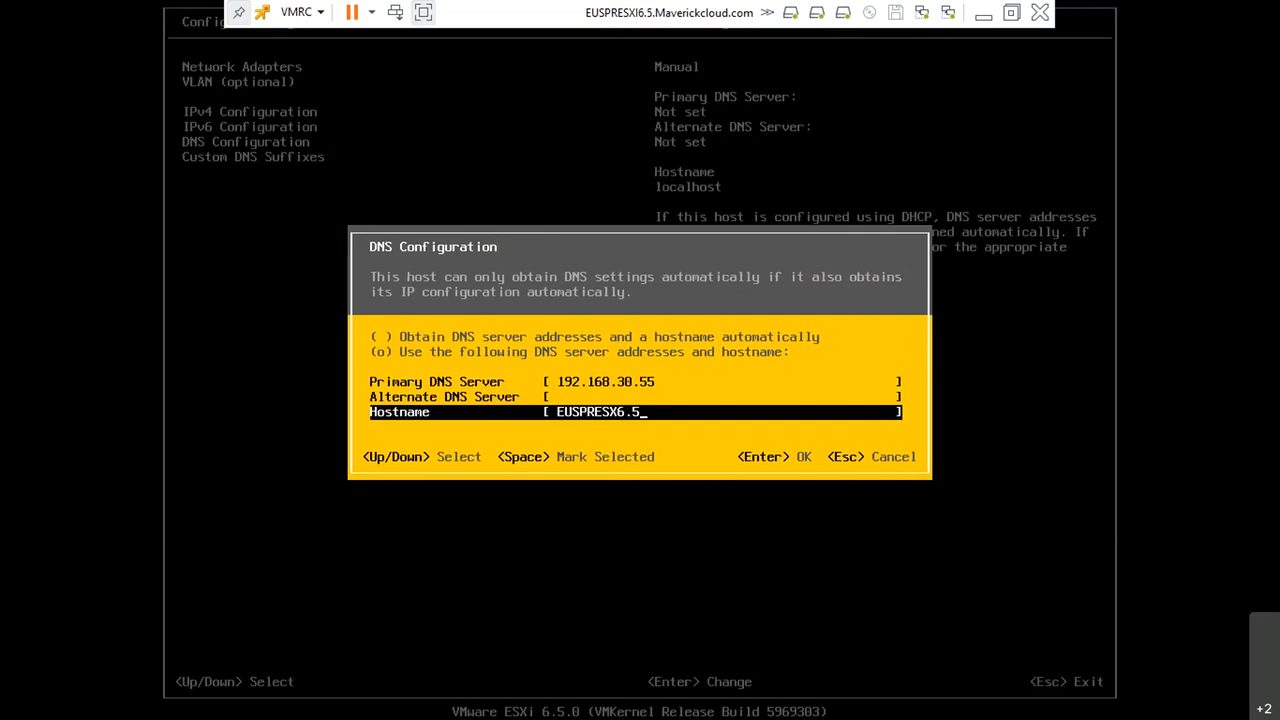 VMRC
EUSPRESXI6.5.Maverickcloud.com
Network Adapters
VLAN (optional)
IPv4 Configuration
IPv6 Configuration
DNS Configuration
Custom DNS Suffixes
Manual
Primary DNS Server:
Not set
Alternate DNS Server:
Not set
Hostname
localhost
If this host is configured using DHCP, DNS server addresses
automatically. If
or the appropriate
DNS Configuration
This host can only obtain DNS settings automatically if it also obtains
its IP configuration automatically.
( ) Obtain DNS server addresses and a hostname automatically
(o) Use the following DNS server addresses and hostname:
Primary DNS Server [ 192.168.30.55 ]
Alternate DNS Server [ ]
Hostname [ EUSPRESX6.5_ ]
<Up/Down> Select <Space> Mark Selected <Enter> OK <Esc> Cancel
<Up/Down> Select <Enter> Change <Esc> Exit
VMware ESXi 6.5.0 (VMKernel Release Build 5969303)
+2